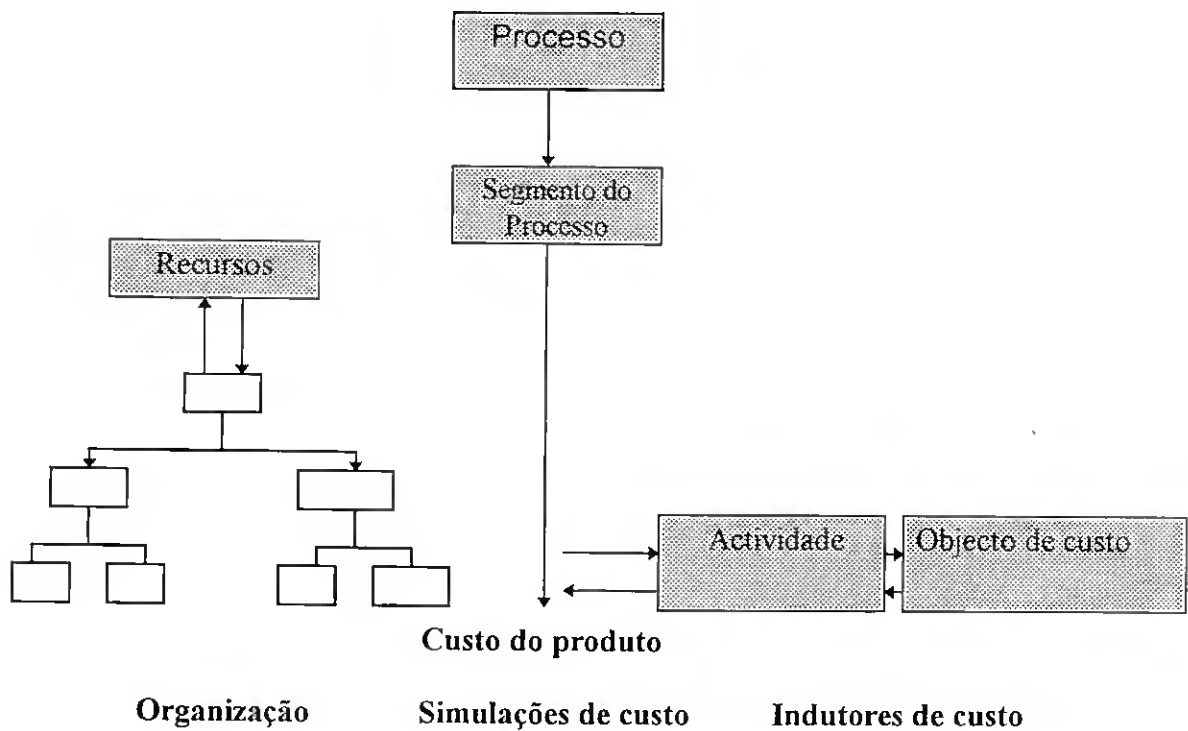 Processo
Segmento do
Processo
Recursos
Actividade
Objecto de custo
Custo do produto
Organização
Simulações de custo
Indutores de custo